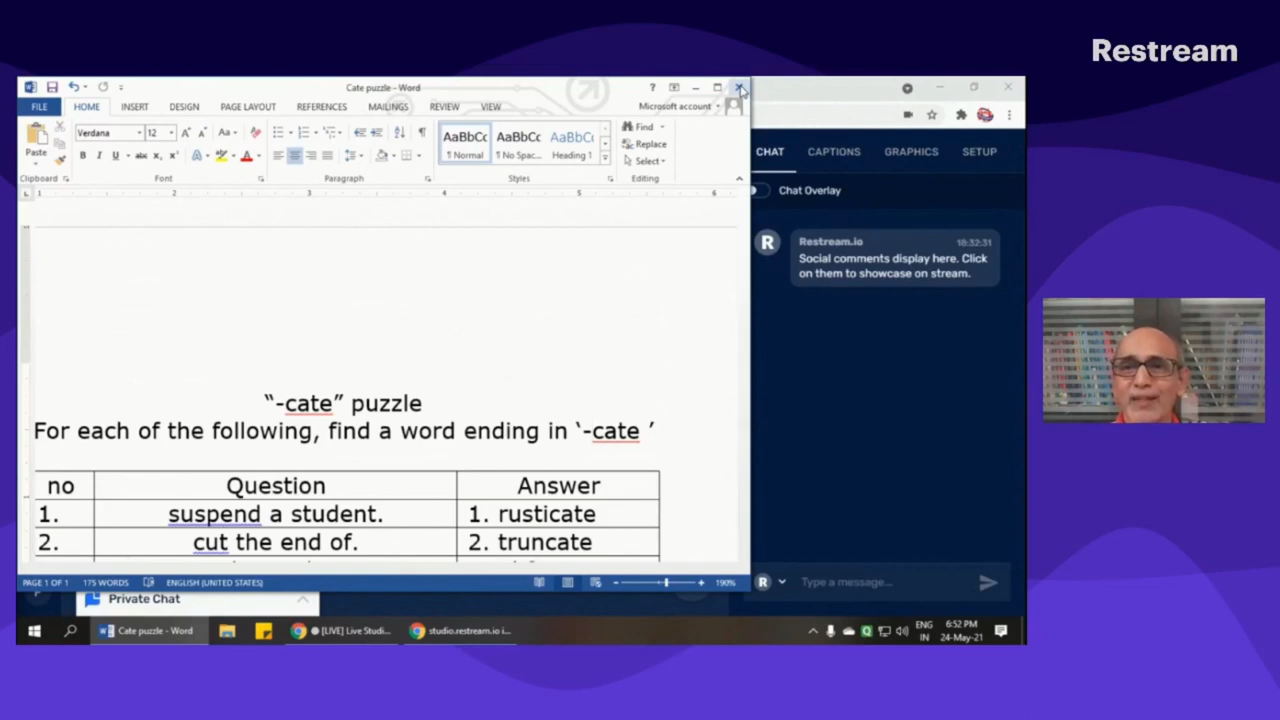 Restream
Cate puzzle - Word
FILE HOME INSERT DESIGN PAGE LAYOUT REFERENCES MAILINGS REVIEW VIEW Microsoft account
Paste
Verdana 12
AaBbCc AaBbCc AaBbCc
¶ Normal ¶ No Spac... Heading 1
Find
Replace
Select
Clipboard Font Paragraph Styles Editing
1 2 3 4 5 6
“-cate” puzzle
For each of the following, find a word ending in ‘-cate ’
no Question Answer
1. suspend a student. 1. rusticate
2. cut the end of. 2. truncate
PAGE 1 OF 1 175 WORDS ENGLISH (UNITED STATES) 190%
CHAT CAPTIONS GRAPHICS SETUP
Chat Overlay
R Restream.io 18:32:31
Social comments display here. Click
on them to showcase on stream.
R Type a message...
Private Chat
Cate puzzle - Word [LIVE] Live Studi... studio.restream.io i...
ENG 6:52 PM
IN 24-May-21